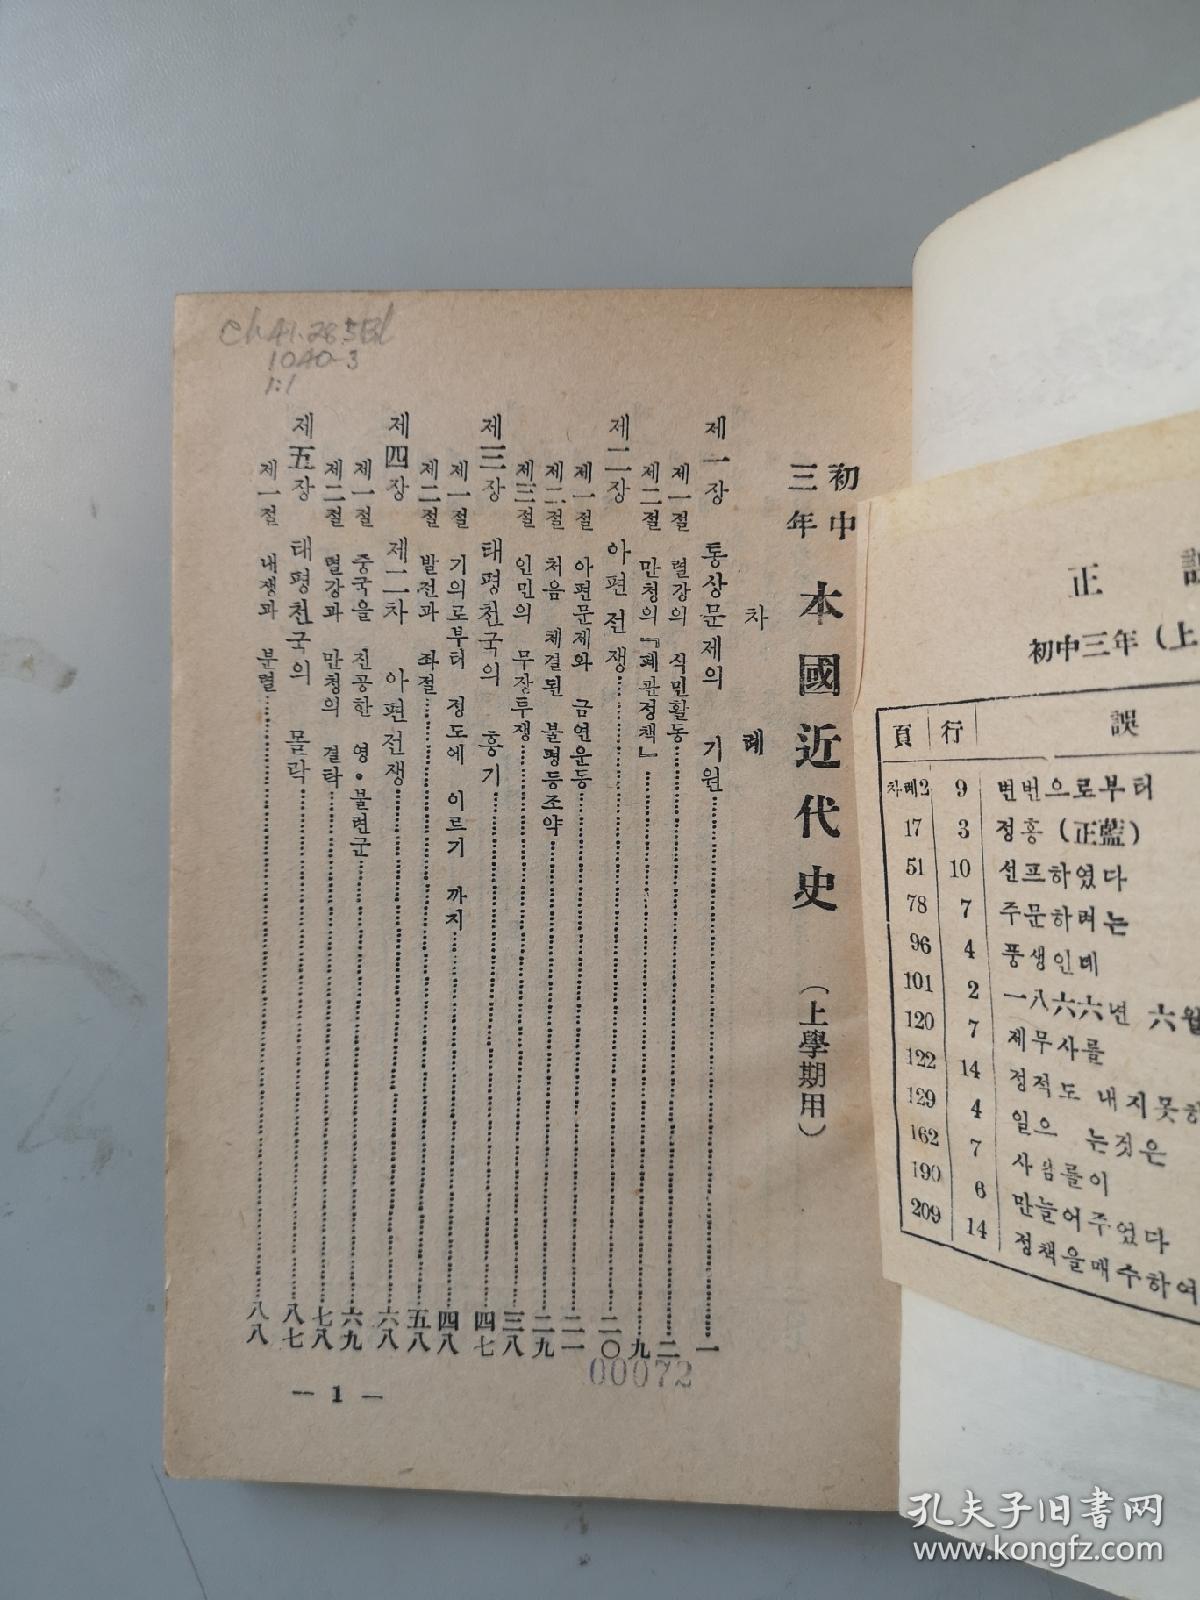 初中
三年
本國近代史 (上學期用)
차례
제一장 통상문제의 기원 一
제一절 렬강의 식민활동 二
제二절 만청의『페관정책』 九
제二장 아편전쟁 二〇
제一절 아편문제와 금연운동 二一
제二절 처음 체결된 불평등조약 二九
제三절 인민의 무장투쟁 三八
제三장 태평천국의 흥기 四七
제一절 기의로부터 정도에 이르기 까지 四八
제二절 발전과 좌절 五八
제四장 제二차 아편전쟁 六八
제一절 중국을 진공한 영·불련군 六九
제二절 렬강과 만청의 결탁 七八
제五장 태평천국의 몰락 八七
제一절 내쟁과 분렬 八八
— 1 —
00072
1040-3
1:1
正 誤
初中三年 (上
頁 行 誤
차례2 9 변번으로부터
17 3 정홍 (正藍)
51 10 선프하였다
78 7 주문하려는
96 4 풍생인데
101 2 一八六六년 六월
120 7 제무사를
122 14 정적도 내지못하
129 4 일으 는것은
162 7 사람를이
190 6 만늘어주었다
209 14 정책을매수하여
孔夫子旧书网
www.kongfz.com